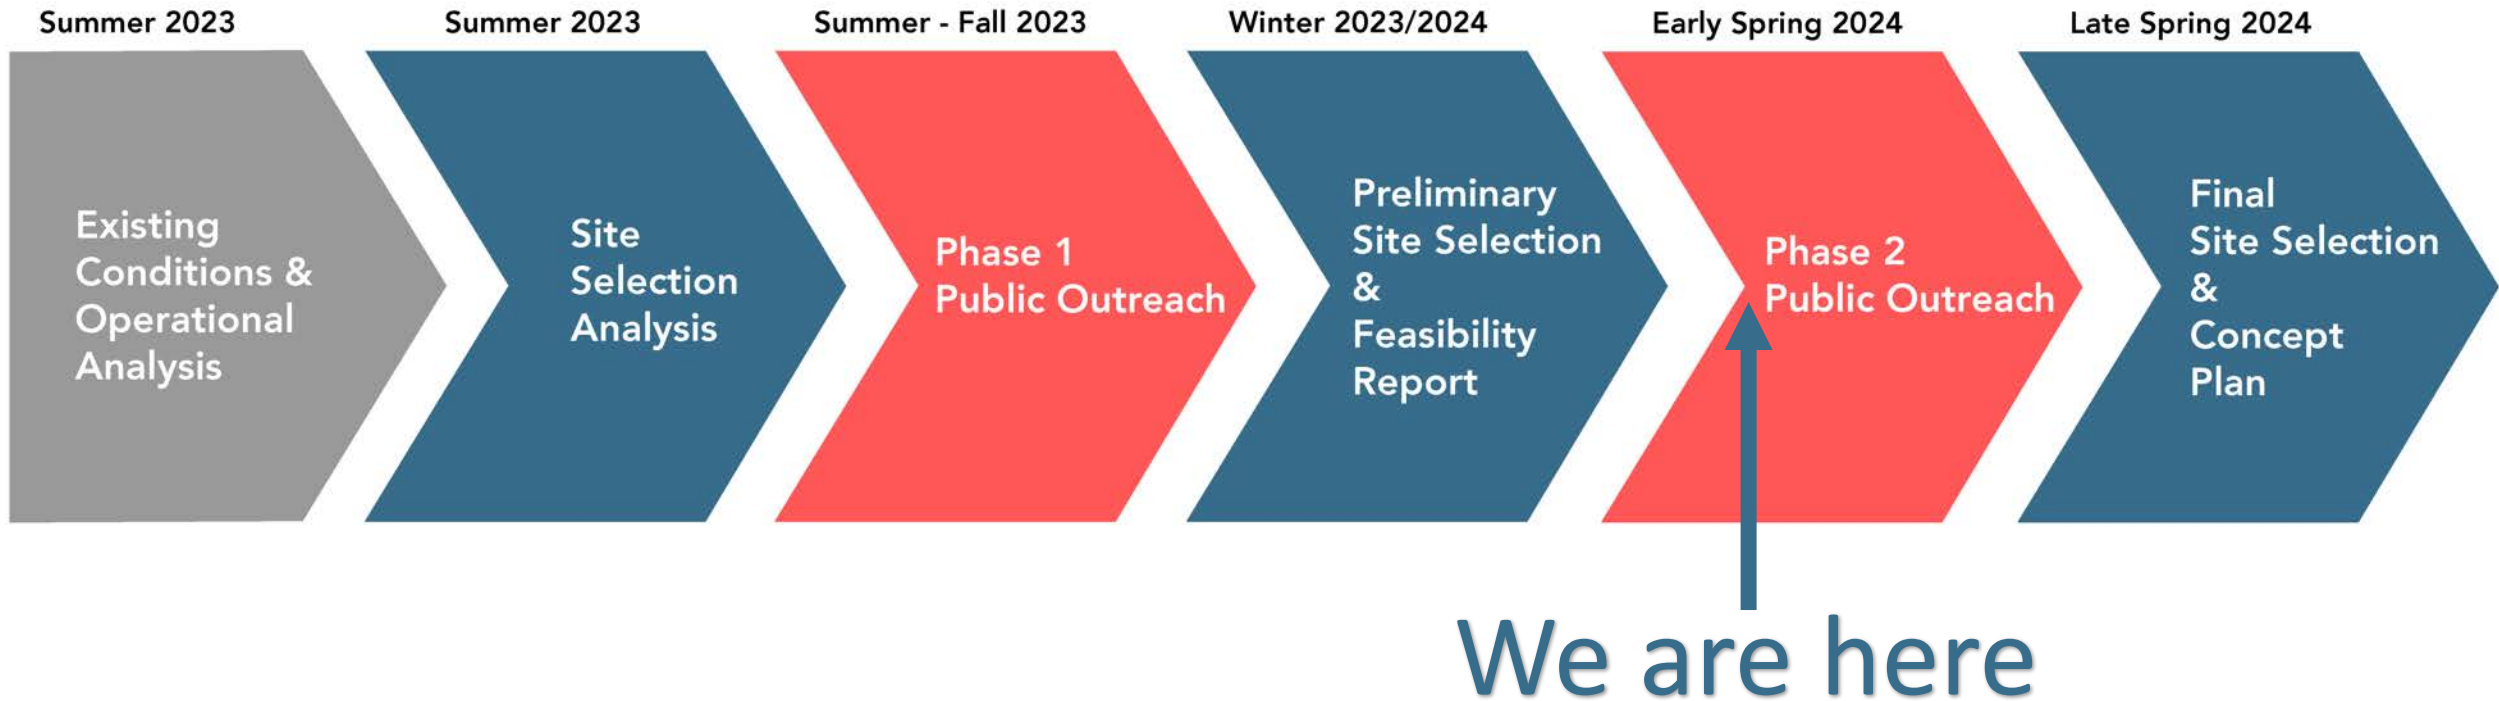 Summer 2023
Summer 2023
Summer - Fall 2023
Winter 2023/2024
Early Spring 2024
Late Spring 2024
Existing
Conditions &
Operational
Analysis
Site
Selection
Analysis
Phase 1
Public Outreach
Preliminary
Site Selection
&
Feasibility
Report
Phase 2
Public Outreach
Final
Site Selection
&
Concept
Plan
We are here